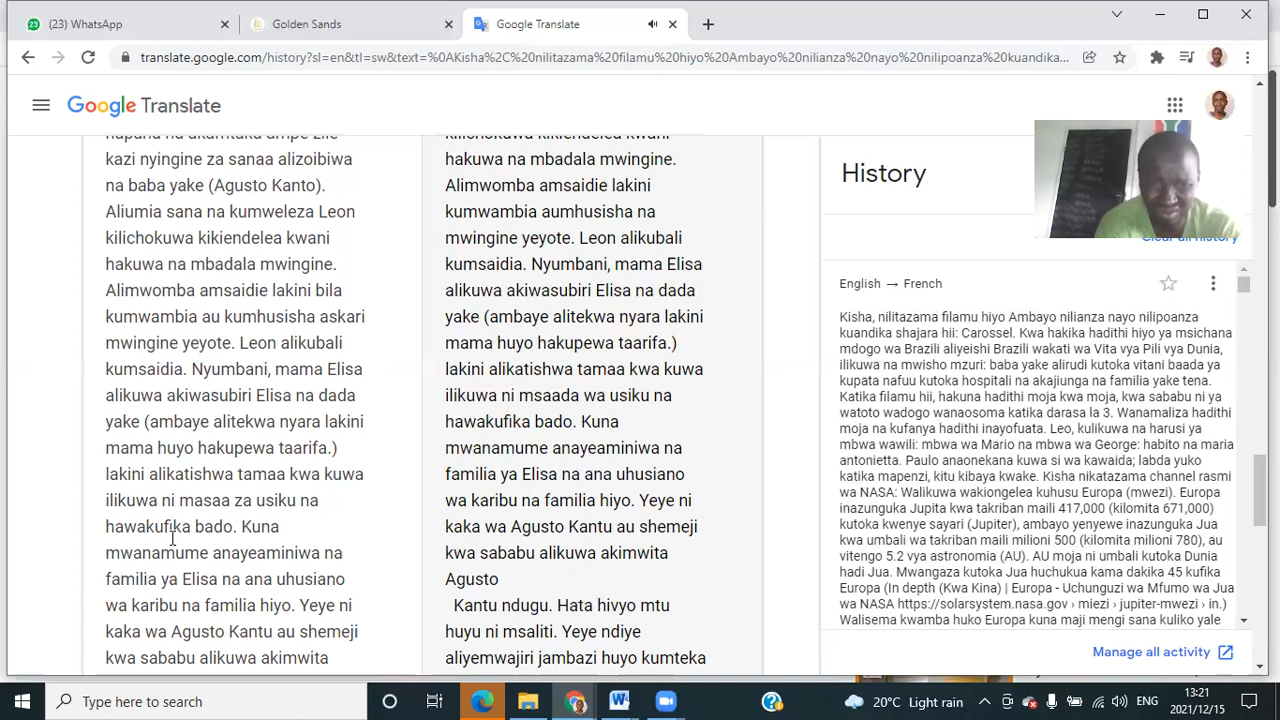 (23) WhatsApp
Golden Sands
Google Translate
translate.google.com/history?sl=en&tl=sw&text=%0AKisha%2C%20nilitazama%20filamu%20hiyo%20Ambayo%20nilianza%20nayo%20nilipoanza%20kuandika...
Google Translate
hapana na akamtaka ampe zile
kazi nyingine za sanaa alizoibiwa
na baba yake (Agusto Kanto).
Aliumia sana na kumweleza Leon
kilichokuwa kikiendelea kwani
hakuwa na mbadala mwingine.
Alimwomba amsaidie lakini bila
kumwambia au kumhusisha askari
mwingine yeyote. Leon alikubali
kumsaidia. Nyumbani, mama Elisa
alikuwa akiwasubiri Elisa na dada
yake (ambaye alitekwa nyara lakini
mama huyo hakupewa taarifa.)
lakini alikatishwa tamaa kwa kuwa
ilikuwa ni masaa za usiku na
hawakufika bado. Kuna
mwanamume anayeaminiwa na
familia ya Elisa na ana uhusiano
wa karibu na familia hiyo. Yeye ni
kaka wa Agusto Kantu au shemeji
kwa sababu alikuwa akimwita
kilichokowa kikiendelea kwani
hakuwa na mbadala mwingine.
Alimwomba amsaidie lakini
kumwambia aumhusisha na
mwingine yeyote. Leon alikubali
kumsaidia. Nyumbani, mama Elisa
alikuwa akiwasubiri Elisa na dada
yake (ambaye alitekwa nyara lakini
mama huyo hakupewa taarifa.)
lakini alikatishwa tamaa kwa kuwa
ilikuwa ni msaada wa usiku na
hawakufika bado. Kuna
mwanamume anayeaminiwa na
familia ya Elisa na ana uhusiano
wa karibu na familia hiyo. Yeye ni
kaka wa Agusto Kantu au shemeji
kwa sababu alikuwa akimwita
Agusto
Kantu ndugu. Hata hivyo mtu
huyu ni msaliti. Yeye ndiye
aliyemwajiri jambazi huyo kumteka
History
Clear all history
English → French
Kisha, nilitazama filamu hiyo Ambayo nilianza nayo nilipoanza
kuandika shajara hii: Carossel. Kwa hakika hadithi hiyo ya msichana
mdogo wa Brazili aliyeishi Brazili wakati wa Vita vya Pili vya Dunia,
ilikuwa na mwisho mzuri: baba yake alirudi kutoka vitani baada ya
kupata nafuu kutoka hospitali na akajiunga na familia yake tena.
Katika filamu hii, hakuna hadithi moja kwa moja, kwa sababu ni ya
watoto wadogo wanaosoma katika darasa la 3. Wanamaliza hadithi
moja na kufanya hadithi inayofuata. Leo, kulikuwa na harusi ya
mbwa wawili: mbwa wa Mario na mbwa wa George: habito na maria
antonietta. Paulo anaonekana kuwa si wa kawaida; labda yuko
katika mapenzi, kitu kibaya kwake. Kisha nikatazama channel rasmi
wa NASA: Walikuwa wakiongelea kuhusu Europa (mwezi). Europa
inazunguka Jupita kwa takriban maili 417,000 (kilomita 671,000)
kutoka kwenye sayari (Jupiter), ambayo yenyewe inazunguka Jua
kwa umbali wa takriban maili milioni 500 (kilomita milioni 780), au
vitengo 5.2 vya astronomia (AU). AU moja ni umbali kutoka Dunia
hadi Jua. Mwangaza kutoka Jua huchukua kama dakika 45 kufika
Europa (In depth (Kwa Kina) | Europa - Uchunguzi wa Mfumo wa Jua
wa NASA https://solarsystem.nasa.gov › miezi › jupiter-mwezi › in.)
Walisema kwamba huko Europa kuna maji mengi sana kuliko yale
Manage all activity
Type here to search
20°C Light rain
ENG
13:21
2021/12/15